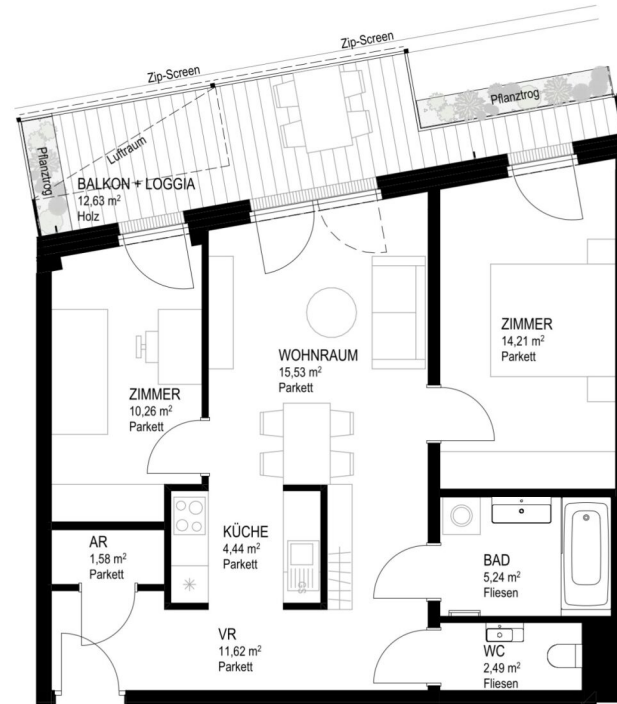 Zip-Screen
Zip-Screen
Pflanztrog
Pflanztrog
Luftraum
BALKON + LOGGIA
12,63 m²
Holz
ZIMMER
14,21 m²
Parkett
WOHNRAUM
15,53 m²
Parkett
ZIMMER
10,26 m²
Parkett
KÜCHE
4,44 m²
Parkett
AR
1,58 m²
Parkett
BAD
5,24 m²
Fliesen
VR
11,62 m²
Parkett
WC
2,49 m²
Fliesen